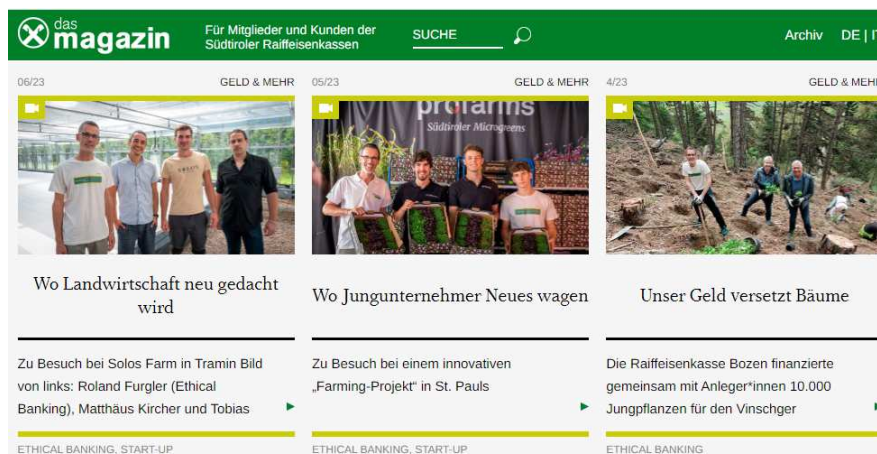 das
magazin
Für Mitglieder und Kunden der
Südtiroler Raiffeisenkassen
SUCHE
Archiv DE | IT
06/23 GELD & MEHR
05/23 GELD & MEHR
4/23 GELD & MEHR
profarms
Südtiroler Microgreens
Wo Landwirtschaft neu gedacht
wird
Wo Jungunternehmer Neues wagen
Unser Geld versetzt Bäume
Zu Besuch bei Solos Farm in Tramin Bild
von links: Roland Furgler (Ethical
Banking), Matthäus Kircher und Tobias
Zu Besuch bei einem innovativen
„Farming-Projekt“ in St. Pauls
Die Raiffeisenkasse Bozen finanzierte
gemeinsam mit Anleger*innen 10.000
Jungpflanzen für den Vinschger
ETHICAL BANKING, START-UP
ETHICAL BANKING, START-UP
ETHICAL BANKING